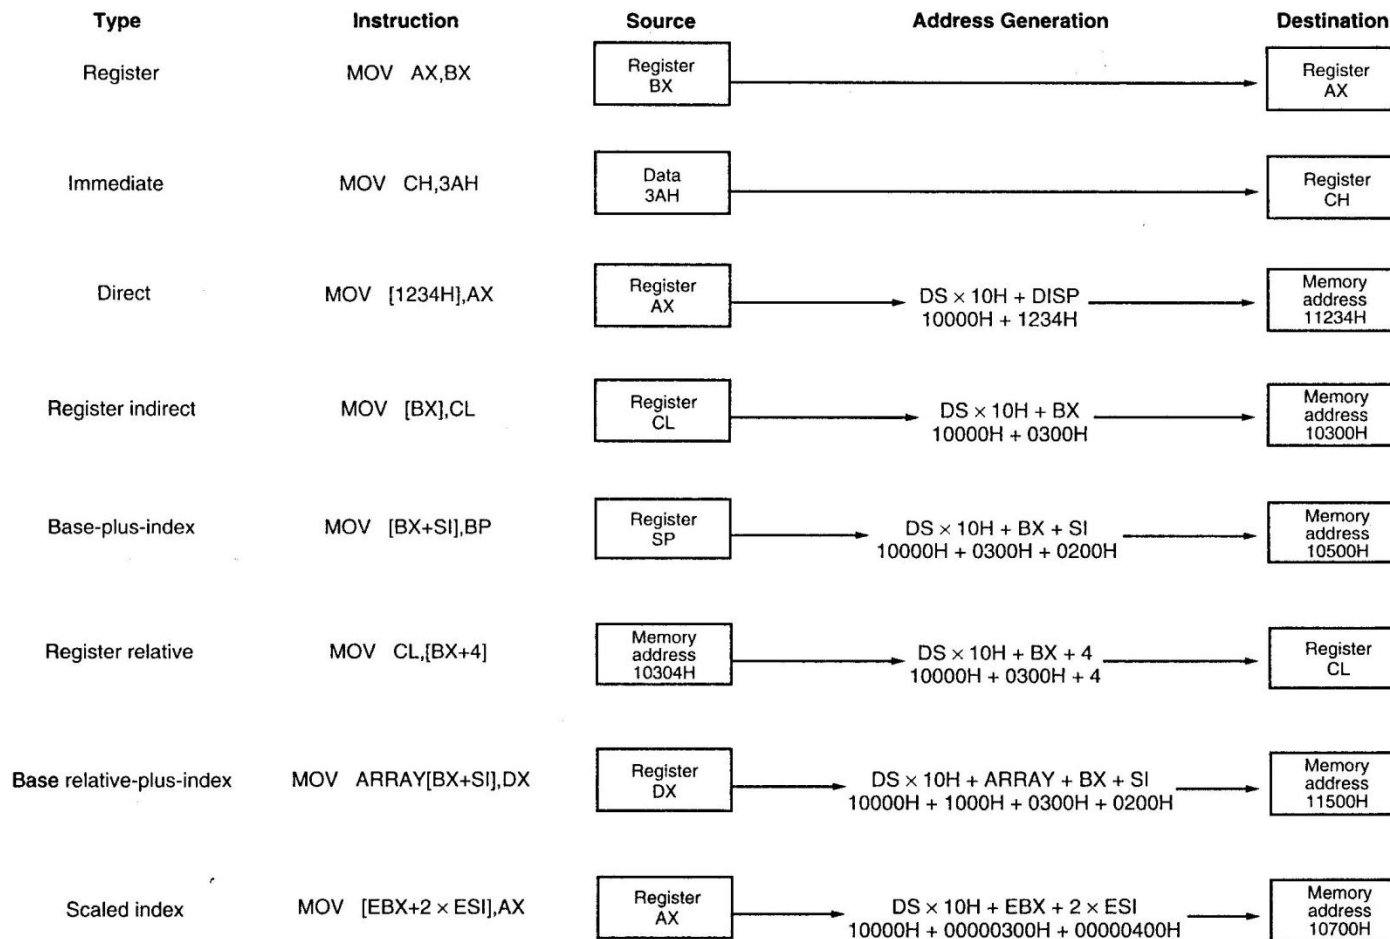 Type Instruction Source Address Generation Destination
Register MOV AX,BX Register BX Register AX
Immediate MOV CH,3AH Data 3AH Register CH
Direct MOV [1234H],AX Register AX DS × 10H + DISP 10000H + 1234H Memory address 11234H
Register indirect MOV [BX],CL Register CL DS × 10H + BX 10000H + 0300H Memory address 10300H
Base-plus-index MOV [BX+SI],BP Register SP DS × 10H + BX + SI 10000H + 0300H + 0200H Memory address 10500H
Register relative MOV CL,[BX+4] Memory address 10304H DS × 10H + BX + 4 10000H + 0300H + 4 Register CL
Base relative-plus-index MOV ARRAY[BX+SI],DX Register DX DS × 10H + ARRAY + BX + SI 10000H + 1000H + 0300H + 0200H Memory address 11500H
Scaled index MOV [EBX+2 × ESI],AX Register AX DS × 10H + EBX + 2 × ESI 10000H + 00000300H + 00000400H Memory address 10700H